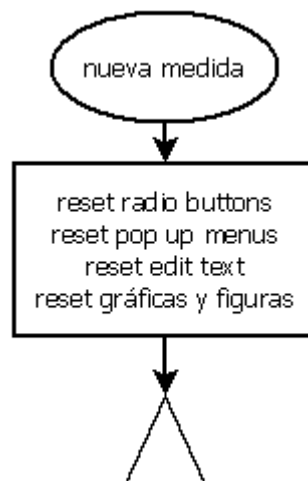 nueva medida
reset radio buttons
reset pop up menus
reset edit text
reset gráficas y figuras